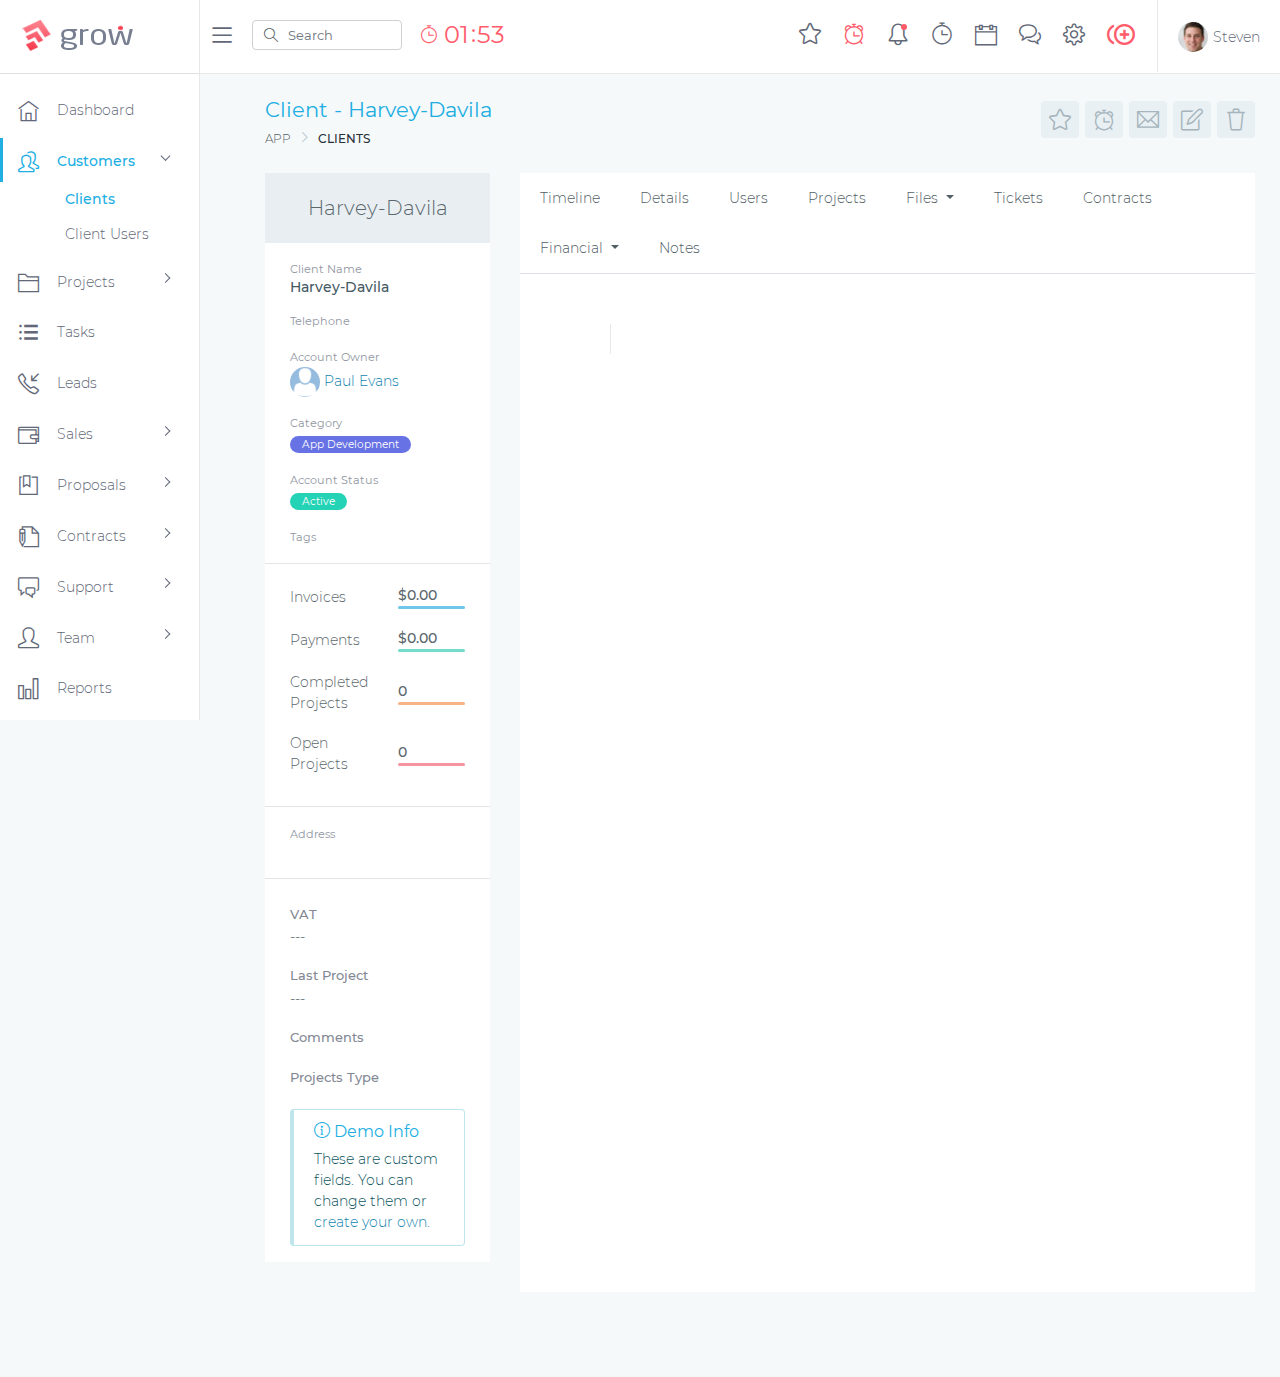 grow
Search
01:53
Steven
Dashboard
Customers
Clients
Client Users
Projects
Tasks
Leads
Sales
Proposals
Contracts
Support
Team
Reports
Client - Harvey-Davila
APP
CLIENTS
Harvey-Davila
Client Name
Harvey-Davila
Telephone
Account Owner
Paul Evans
Category
App Development
Account Status
Active
Tags
Invoices
$0.00
Payments
$0.00
Completed
Projects
0
Open
Projects
0
Address
VAT
---
Last Project
---
Comments
Projects Type
Demo Info
These are custom
fields. You can
change them or
create your own.
Timeline
Details
Users
Projects
Files
Tickets
Contracts
Financial
Notes